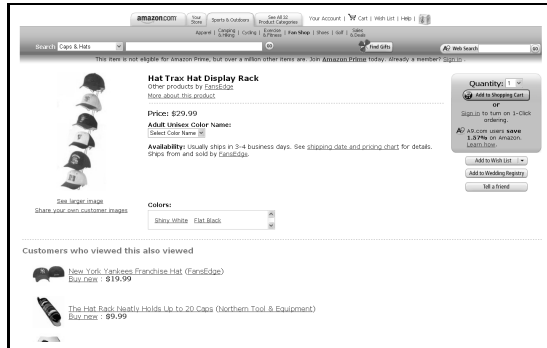 amazon.com
Your Store
Sports & Outdoors
See All 32 Product Categories
Your Account | Cart | Wish List | Help |
Apparel | Camping & Hiking | Cycling | Exercise & Fitness | Fan Shop | Shoes | Golf | Sales & Deals
Search Caps & Hats GO Find Gifts A9 Web Search GO
This item is not eligible for Amazon Prime, but over a million other items are. Join Amazon Prime today. Already a member? Sign in.
Hat Trax Hat Display Rack
Other products by FansEdge
More about this product
Price: $29.99
Adult Unisex Color Name:
Select Color Name
Availability: Usually ships in 3-4 business days. See shipping date and pricing chart for details.
Ships from and sold by FansEdge.
Quantity: 1
Add to Shopping Cart
or
Sign in to turn on 1-Click
ordering.
A9.com users save
1.57% on Amazon.
Learn how.
Add to Wish List
Add to Wedding Registry
Tell a friend
See larger image
Share your own customer images
Colors:
Shiny White Flat Black
Customers who viewed this also viewed
New York Yankees Franchise Hat (FansEdge)
Buy new : $19.99
The Hat Rack Neatly Holds Up to 20 Caps (Northern Tool & Equipment)
Buy new : $9.99